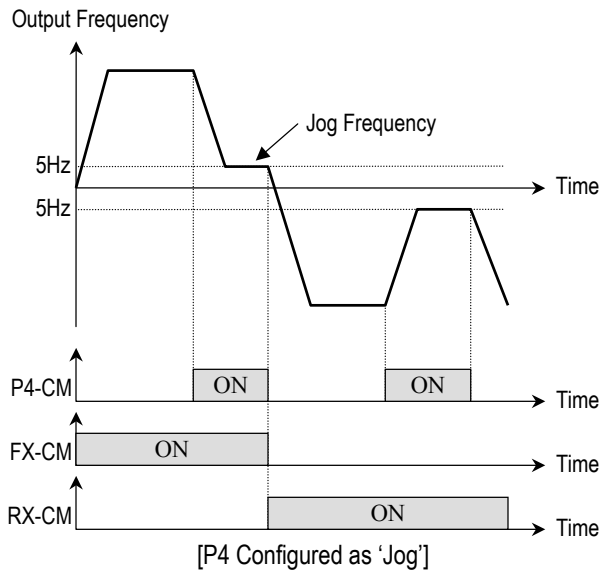 Output Frequency
Jog Frequency
5Hz
Time
5Hz
P4-CM
ON
ON
Time
FX-CM
ON
Time
RX-CM
ON
Time
[P4 Configured as ‘Jog’]